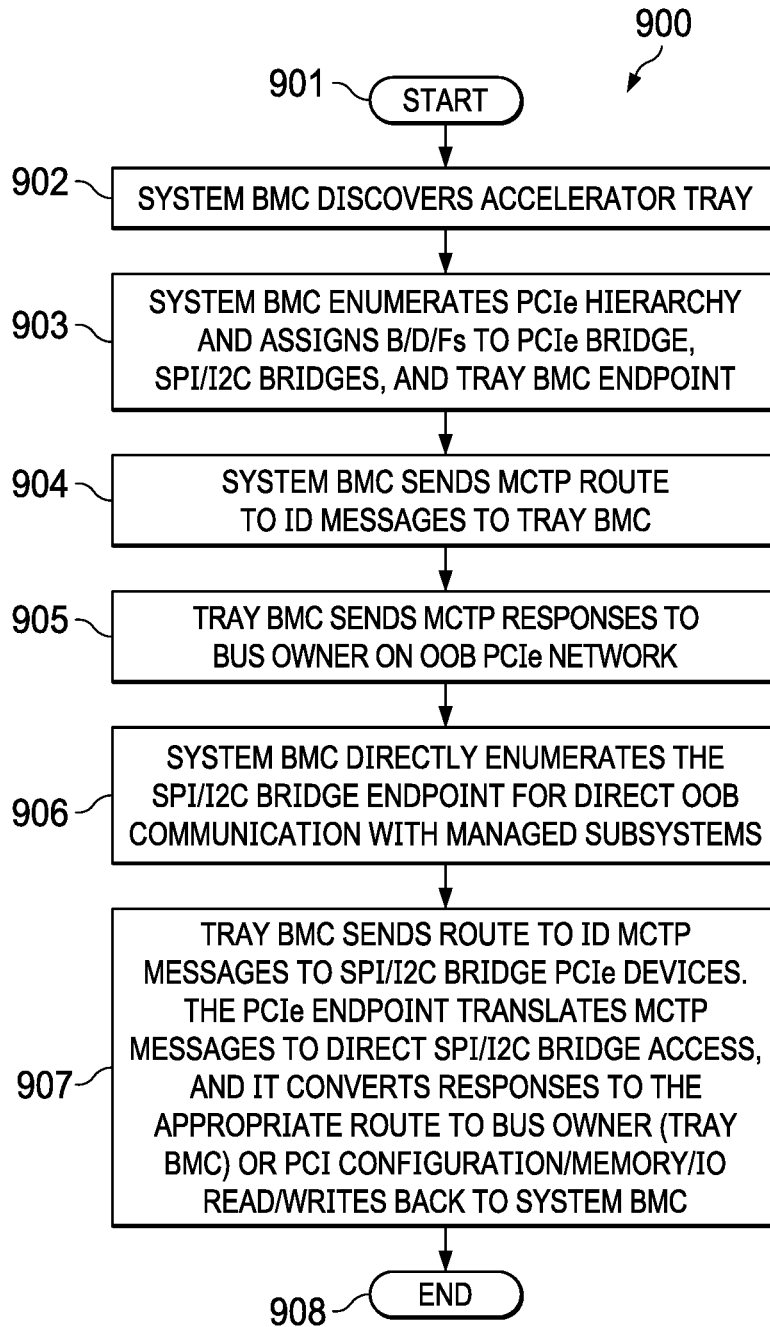 900
901
START
902
SYSTEM BMC DISCOVERS ACCELERATOR TRAY
903
SYSTEM BMC ENUMERATES PCIe HIERARCHY
AND ASSIGNS B/D/Fs TO PCIe BRIDGE,
SPI/I2C BRIDGES, AND TRAY BMC ENDPOINT
904
SYSTEM BMC SENDS MCTP ROUTE
TO ID MESSAGES TO TRAY BMC
905
TRAY BMC SENDS MCTP RESPONSES TO
BUS OWNER ON OOB PCIe NETWORK
906
SYSTEM BMC DIRECTLY ENUMERATES THE
SPI/I2C BRIDGE ENDPOINT FOR DIRECT OOB
COMMUNICATION WITH MANAGED SUBSYSTEMS
907
TRAY BMC SENDS ROUTE TO ID MCTP
MESSAGES TO SPI/I2C BRIDGE PCIe DEVICES.
THE PCIe ENDPOINT TRANSLATES MCTP
MESSAGES TO DIRECT SPI/I2C BRIDGE ACCESS,
AND IT CONVERTS RESPONSES TO THE
APPROPRIATE ROUTE TO BUS OWNER (TRAY
BMC) OR PCI CONFIGURATION/MEMORY/IO
READ/WRITES BACK TO SYSTEM BMC
908
END